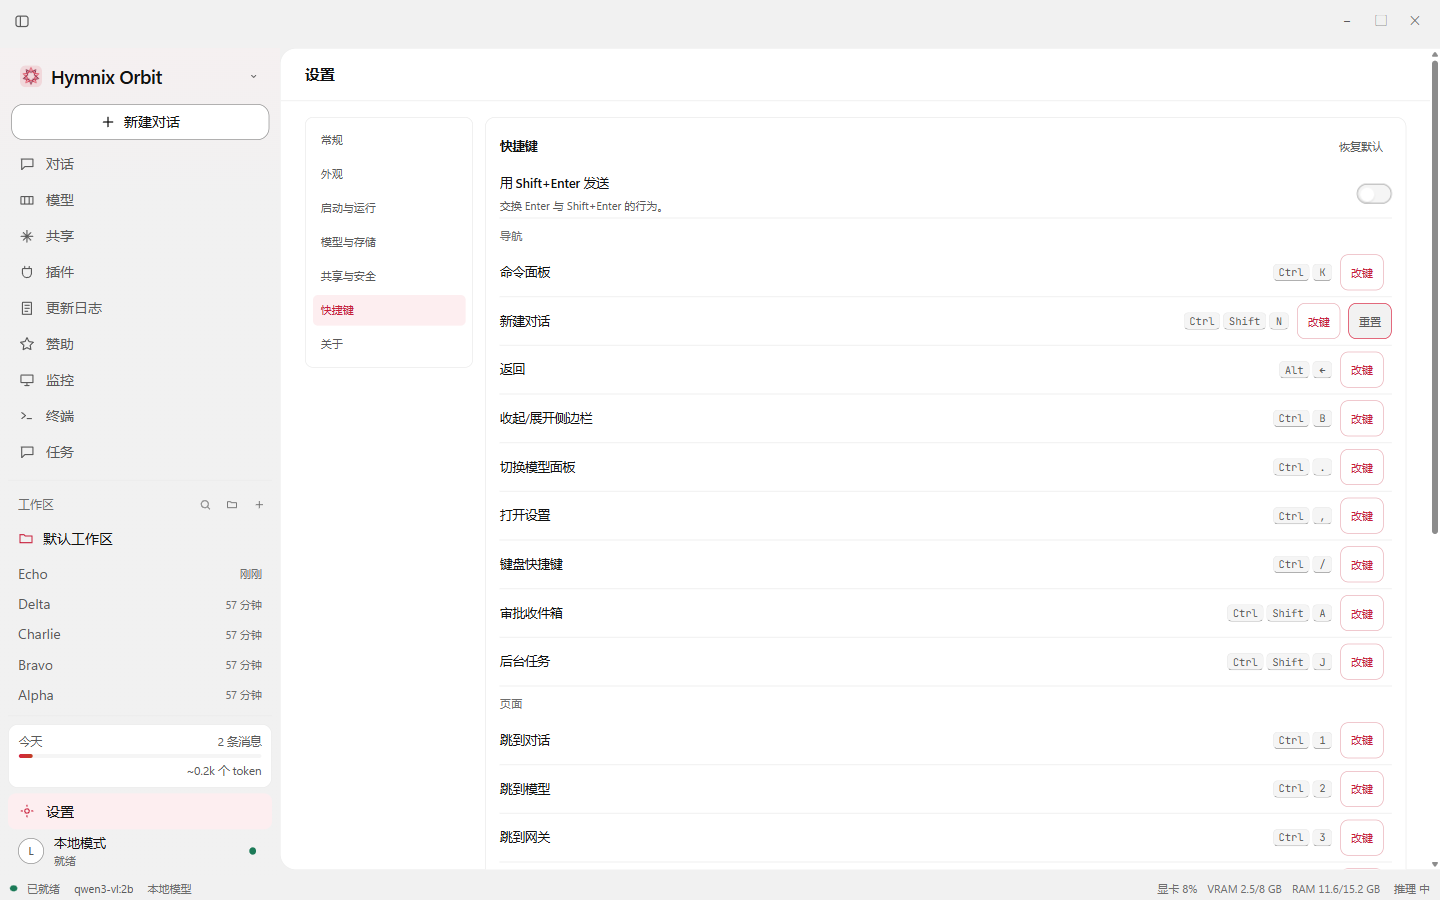 Hymnix Orbit
新建对话
对话
模型
共享
插件
更新日志
赞助
监控
终端
任务
工作区
默认工作区
Echo 刚刚
Delta 57 分钟
Charlie 57 分钟
Bravo 57 分钟
Alpha 57 分钟
今天 2 条消息
~0.2k 个 token
设置
L 本地模式
就绪
设置
常规
外观
启动与运行
模型与存储
共享与安全
快捷键
关于
快捷键 恢复默认
用 Shift+Enter 发送
交换 Enter 与 Shift+Enter 的行为。
导航
命令面板 Ctrl K 改键
新建对话 Ctrl Shift N 改键 重置
返回 Alt ← 改键
收起/展开侧边栏 Ctrl B 改键
切换模型面板 Ctrl . 改键
打开设置 Ctrl , 改键
键盘快捷键 Ctrl / 改键
审批收件箱 Ctrl Shift A 改键
后台任务 Ctrl Shift J 改键
页面
跳到对话 Ctrl 1 改键
跳到模型 Ctrl 2 改键
跳到网关 Ctrl 3 改键
已就绪 qwen3-vl:2b 本地模型 显卡 8% VRAM 2.5/8 GB RAM 11.6/15.2 GB 推理 中